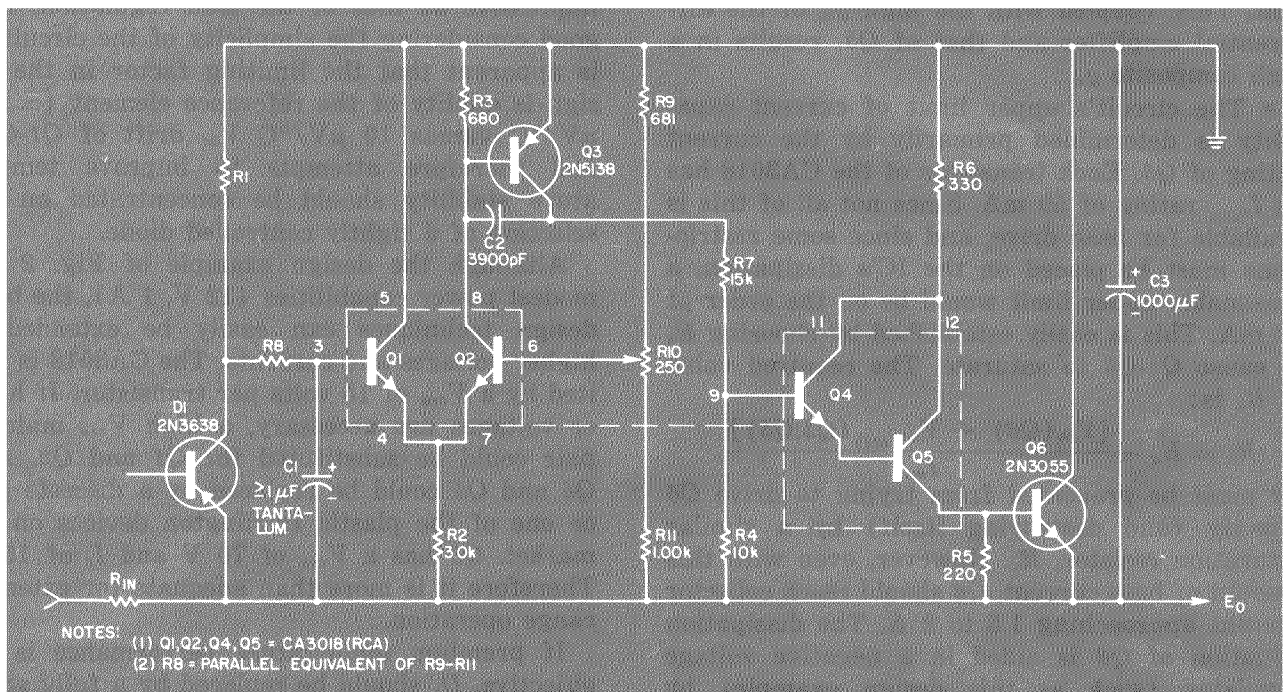 R3
680
R9
681
Q3
2N5138
R1
R6
330
C2
3900pF
R7
15k
C3
+
1000µF
-
5
8
11
12
R8
3
Q1
Q2
6
R10
250
9
Q4
D1
2N3638
4
7
Q5
Q6
2N3055
C1
+
≥1µF
-
TANTA-
LUM
R2
3.0k
R11
1.00k
R4
10k
R5
220
RIN
E0
NOTES:
(1) Q1,Q2,Q4,Q5 = CA3018(RCA)
(2) R8 = PARALLEL EQUIVALENT OF R9-R11